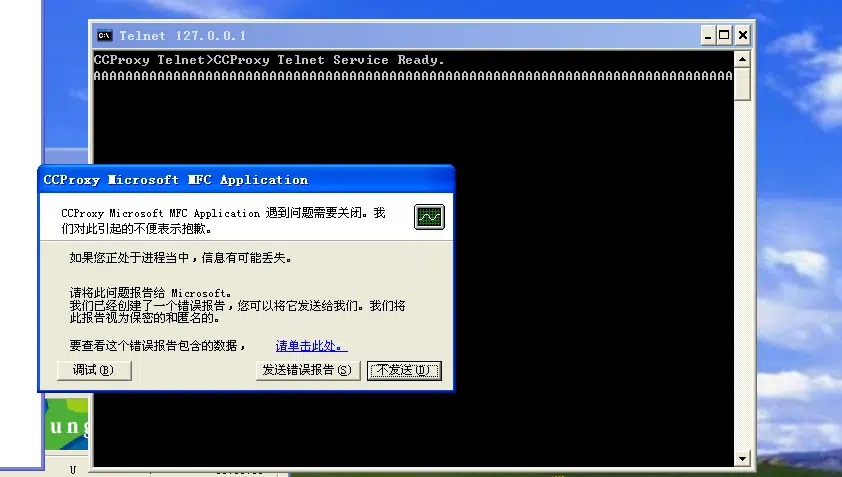 Telnet 127.0.0.1
CCProxy Telnet>CCProxy Telnet Service Ready.
AAAAAAAAAAAAAAAAAAAAAAAAAAAAAAAAAAAAAAAAAAAAAAAAAAAAAAAAAAAAAAAAAAAAAAAAAAAAAAAA
CCProxy Microsoft MFC Application
CCProxy Microsoft MFC Application 遇到问题需要关闭。我
们对此引起的不便表示抱歉。
如果您正处于进程当中，信息有可能丢失。
请将此问题报告给 Microsoft。
我们已经创建了一个错误报告，您可以将它发送给我们。我们将
此报告视为保密的和匿名的。
要查看这个错误报告包含的数据， 请单击此处。
调试(B) 发送错误报告(S) 不发送(D)
ung
U